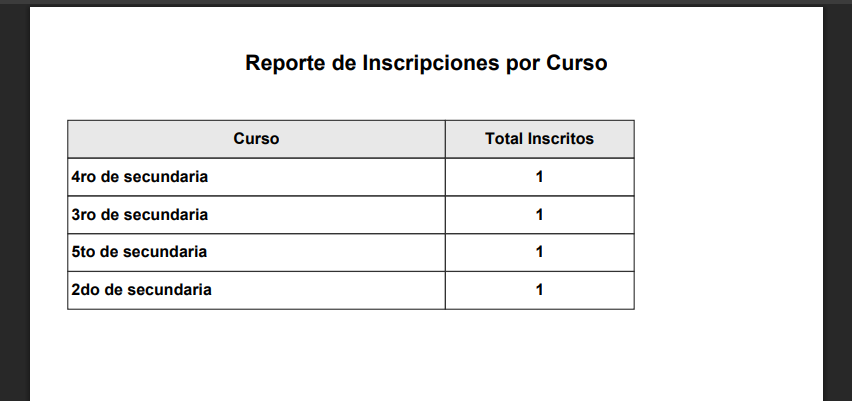 Reporte de Inscripciones por Curso
Curso Total Inscritos
4ro de secundaria 1
3ro de secundaria 1
5to de secundaria 1
2do de secundaria 1